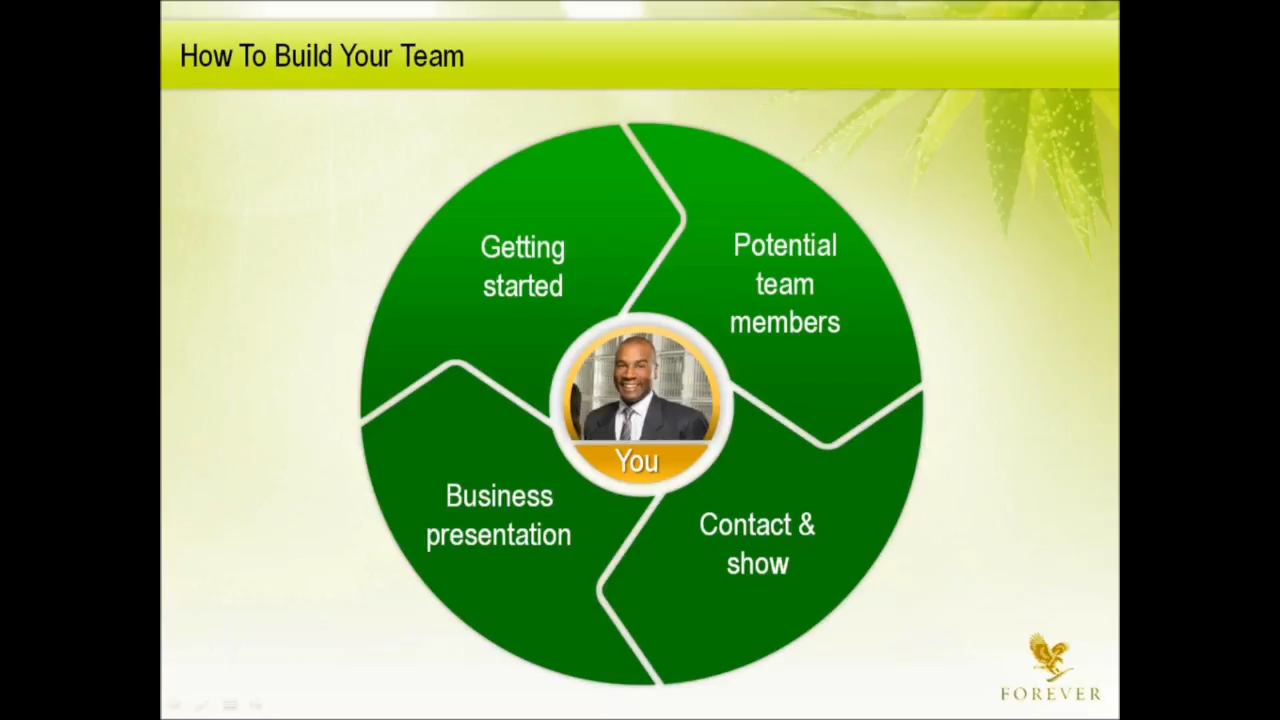 How To Build Your Team
Getting
started
Potential
team
members
You
Business
presentation
Contact &
show
FOREVER